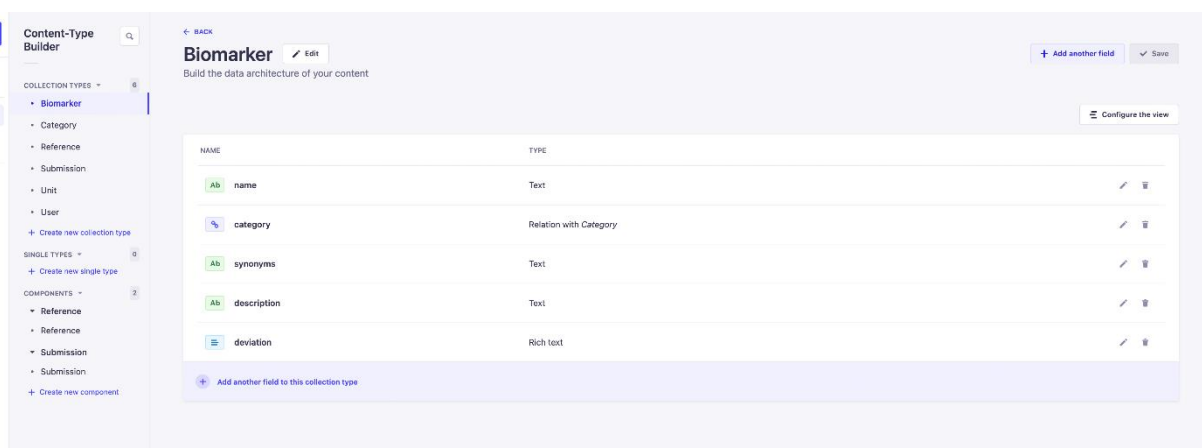 Content-Type
Builder
COLLECTION TYPES 6
Biomarker
Category
Reference
Submission
Unit
User
+ Create new collection type
SINGLE TYPES 0
+ Create new single type
COMPONENTS 2
Reference
Reference
Submission
Submission
+ Create new component
← BACK
Biomarker Edit
Build the data architecture of your content
+ Add another field Save
Configure the view
NAME TYPE
Ab name Text
category Relation with Category
Ab synonyms Text
Ab description Text
deviation Rich text
+ Add another field to this collection type